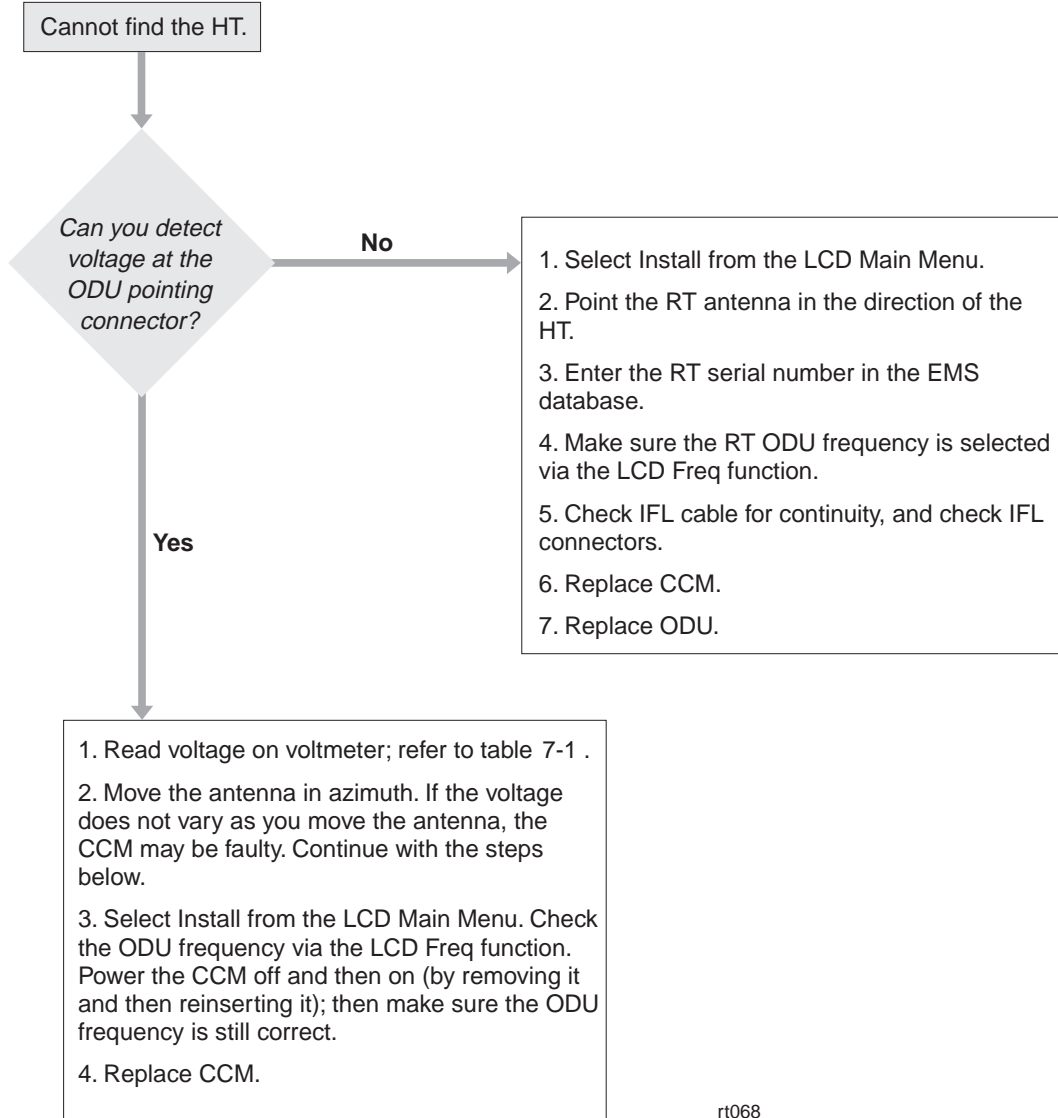 Cannot find the HT.
Can you detect
voltage at the
ODU pointing
connector?
No
1. Select Install from the LCD Main Menu.
2. Point the RT antenna in the direction of the
HT.
3. Enter the RT serial number in the EMS
database.
4. Make sure the RT ODU frequency is selected
via the LCD Freq function.
5. Check IFL cable for continuity, and check IFL
connectors.
6. Replace CCM.
7. Replace ODU.
Yes
1. Read voltage on voltmeter; refer to table 7-1 .
2. Move the antenna in azimuth. If the voltage
does not vary as you move the antenna, the
CCM may be faulty. Continue with the steps
below.
3. Select Install from the LCD Main Menu. Check
the ODU frequency via the LCD Freq function.
Power the CCM off and then on (by removing it
and then reinserting it); then make sure the ODU
frequency is still correct.
4. Replace CCM.
rt068